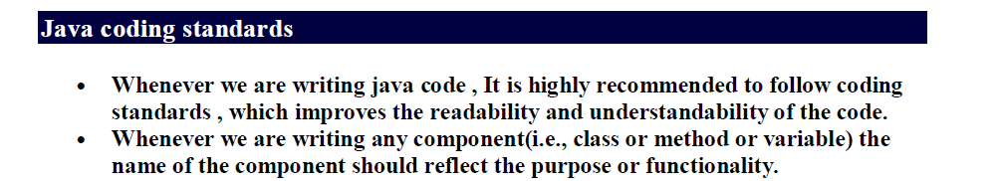 Java coding standards
• Whenever we are writing java code , It is highly recommended to follow coding
standards , which improves the readability and understandability of the code.
• Whenever we are writing any component(i.e., class or method or variable) the
name of the component should reflect the purpose or functionality.